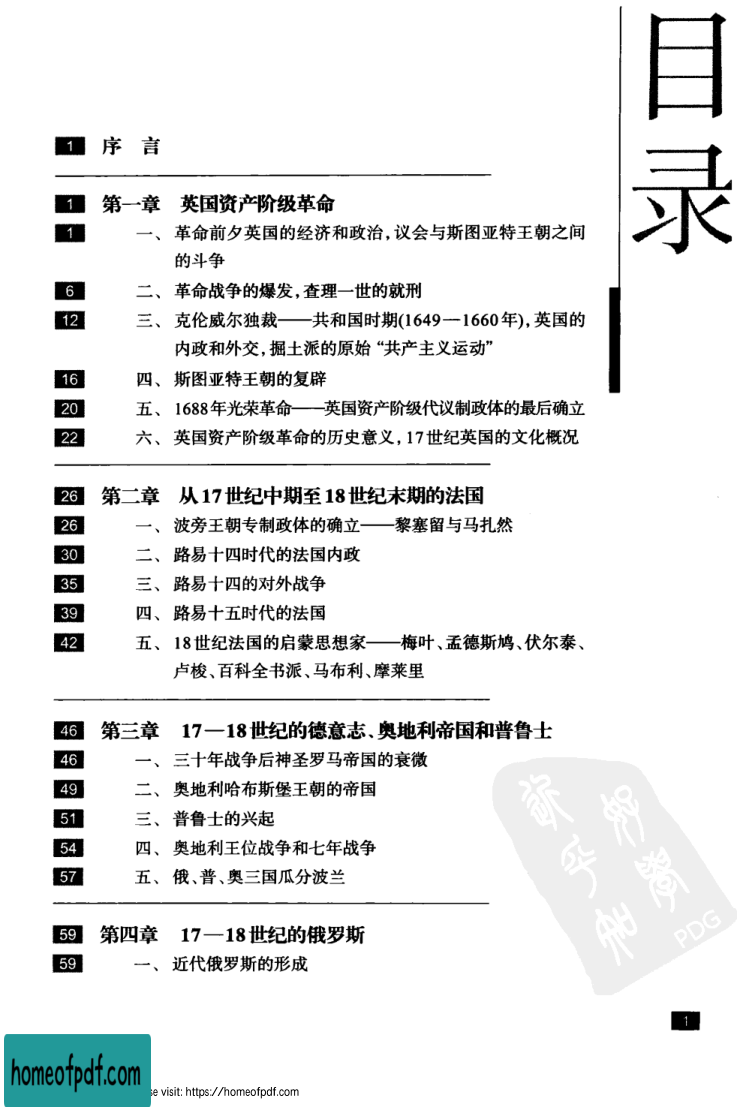 目录
1 序 言
1 第一章 英国资产阶级革命
1 一、革命前夕英国的经济和政治,议会与斯图亚特王朝之间
的斗争
6 二、革命战争的爆发,查理一世的就刑
12 三、克伦威尔独裁——共和国时期(1649—1660年),英国的
内政和外交,掘土派的原始“共产主义运动”
16 四、斯图亚特王朝的复辟
20 五、1688年光荣革命——英国资产阶级代议制政体的最后确立
22 六、英国资产阶级革命的历史意义,17世纪英国的文化概况
26 第二章 从17世纪中期至18世纪末期的法国
26 一、波旁王朝专制政体的确立——黎塞留与马扎然
30 二、路易十四时代的法国内政
35 三、路易十四的对外战争
39 四、路易十五时代的法国
42 五、18世纪法国的启蒙思想家——梅叶、孟德斯鸠、伏尔泰、
卢梭、百科全书派、马布利、摩莱里
46 第三章 17—18世纪的德意志、奥地利帝国和普鲁士
46 一、三十年战争后神圣罗马帝国的衰微
49 二、奥地利哈布斯堡王朝的帝国
51 三、普鲁士的兴起
54 四、奥地利王位战争和七年战争
57 五、俄、普、奥三国瓜分波兰
59 第四章 17—18世纪的俄罗斯
59 一、近代俄罗斯的形成
PDG
1
homeofpdf.com
se visit: https://homeofpdf.com